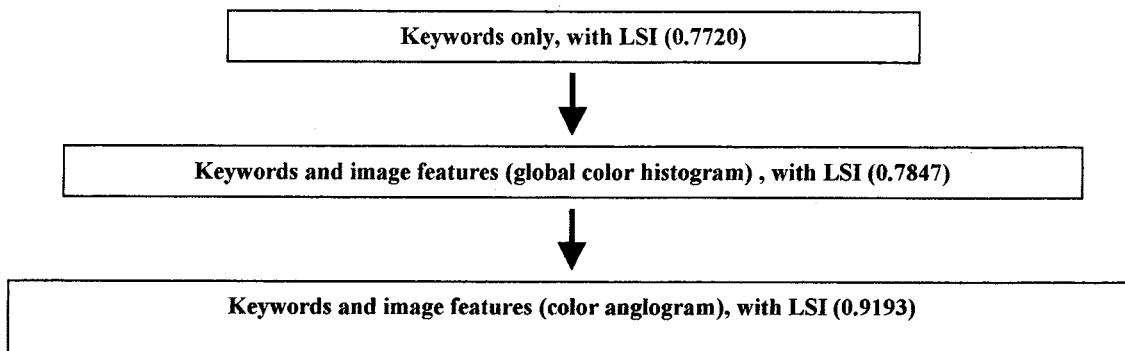 Keywords only, with LSI (0.7720)
Keywords and image features (global color histogram) , with LSI (0.7847)
Keywords and image features (color anglogram), with LSI (0.9193)